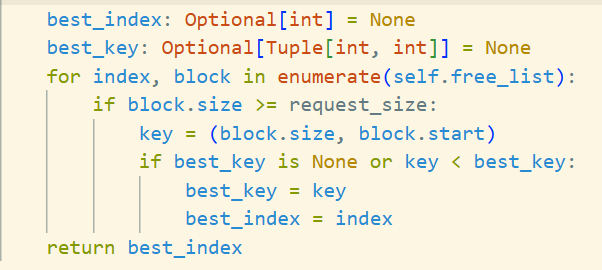 best_index: Optional[int] = None
best_key: Optional[Tuple[int, int]] = None
for index, block in enumerate(self.free_list):
    if block.size >= request_size:
        key = (block.size, block.start)
        if best_key is None or key < best_key:
            best_key = key
            best_index = index
return best_index